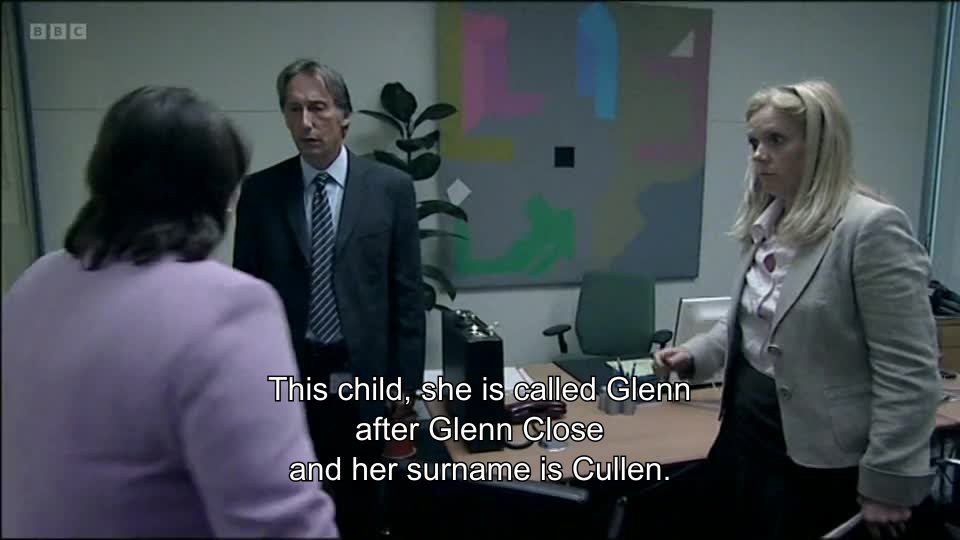 BBC
This child, she is called Glenn
after Glenn Close
and her surname is Cullen.